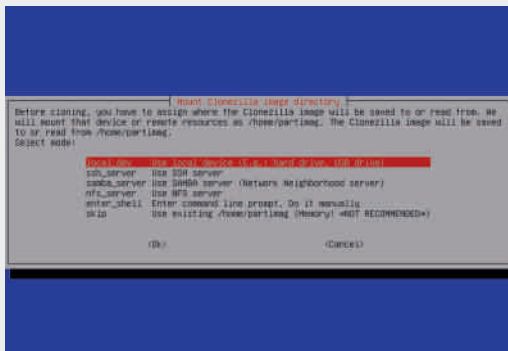 Mount Clonezilla image directory
Before cloning, you have to assign where the Clonezilla image will be saved to or read from. We
will mount that device or remote resources as /home/partimag. The Clonezilla image will be saved
to or read from /home/partimag.
Select mode:
local_dev Use local device (E.g.: hard drive, USB drive)
ssh_server Use SSH server
samba_server Use SAMBA server (Network Neighborhood server)
nfs_server Use NFS server
enter_shell Enter command line prompt. Do it manually
skip Use existing /home/partimag (Memory! *NOT RECOMMENDED*)
<Ok> <Cancel>